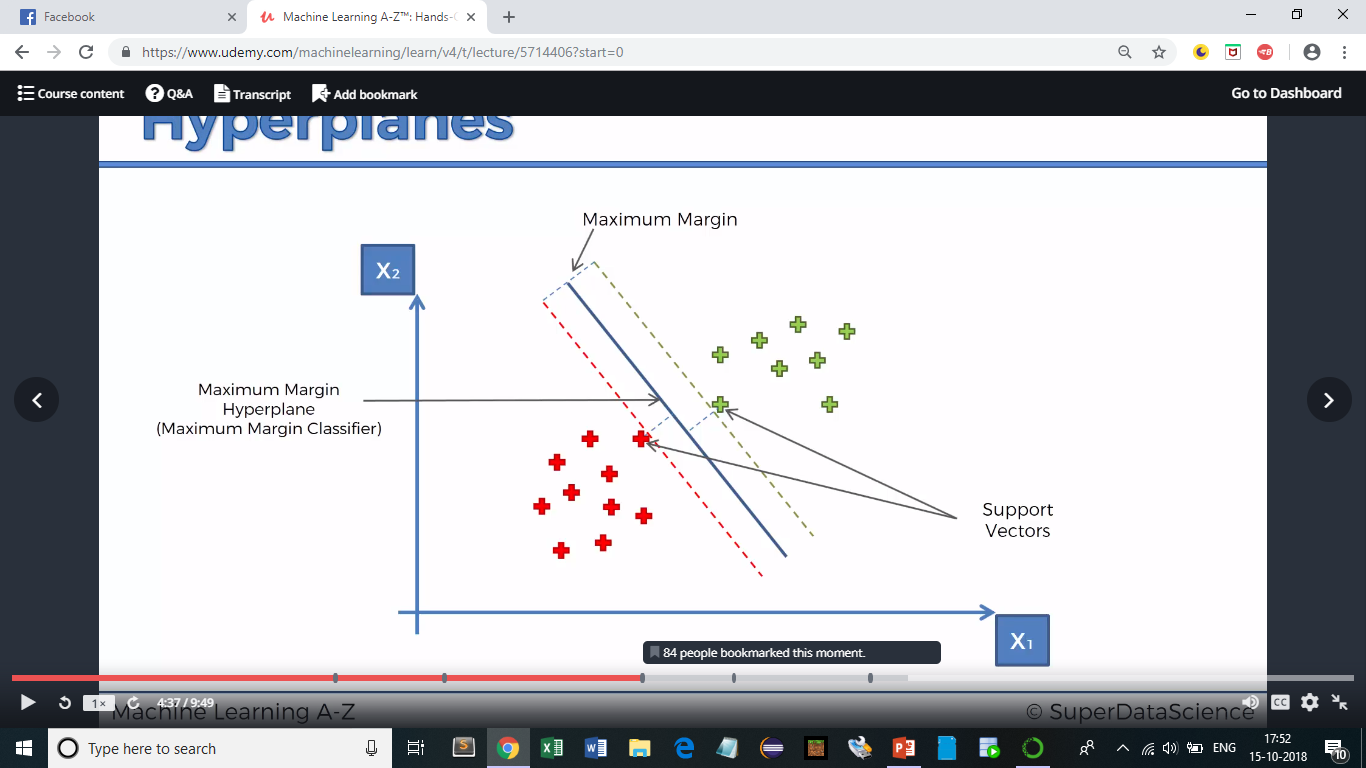 Facebook
Machine Learning A-Z™: Hands-O
https://www.udemy.com/machinelearning/learn/v4/t/lecture/5714406?start=0
Course content
Q&A
Transcript
Add bookmark
Go to Dashboard
Hyperplanes
Maximum Margin
X₂
Maximum Margin
Hyperplane
(Maximum Margin Classifier)
Support
Vectors
X₁
84 people bookmarked this moment.
1×
4:37 / 9:49
CC
Machine Learning A-Z
© SuperDataScience
Type here to search
ENG
17:52
15-10-2018
10